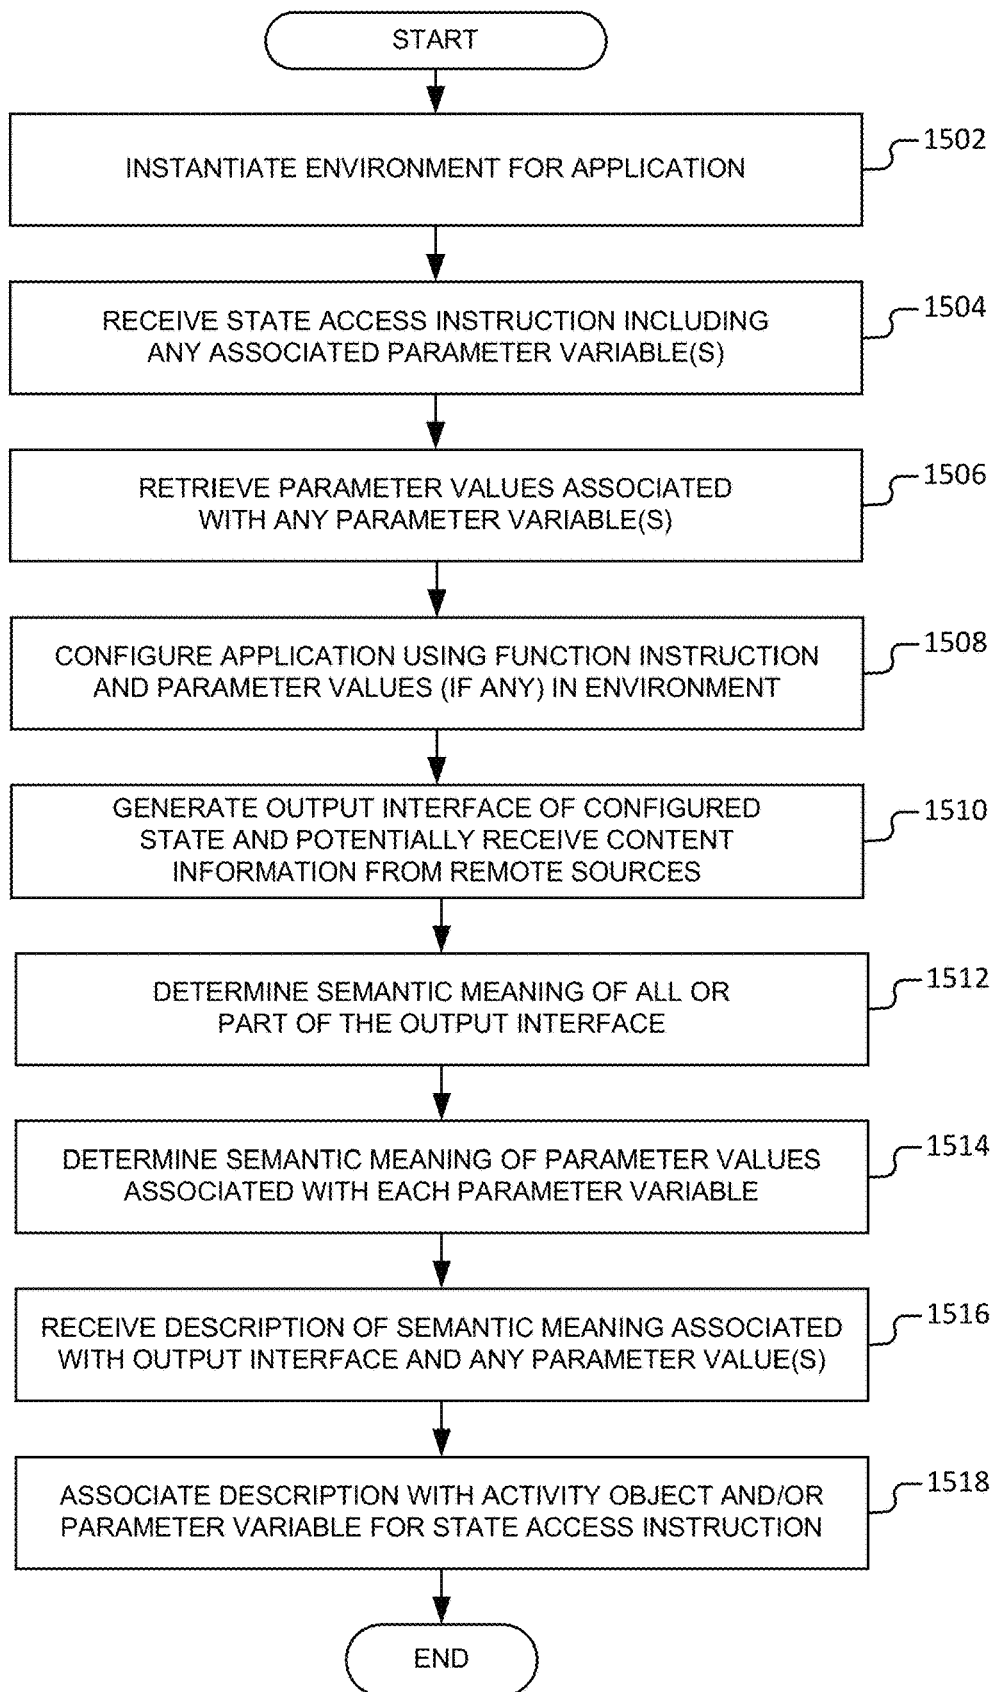 START
INSTANTIATE ENVIRONMENT FOR APPLICATION
1502
RECEIVE STATE ACCESS INSTRUCTION INCLUDING
ANY ASSOCIATED PARAMETER VARIABLE(S)
1504
RETRIEVE PARAMETER VALUES ASSOCIATED
WITH ANY PARAMETER VARIABLE(S)
1506
CONFIGURE APPLICATION USING FUNCTION INSTRUCTION
AND PARAMETER VALUES (IF ANY) IN ENVIRONMENT
1508
GENERATE OUTPUT INTERFACE OF CONFIGURED
STATE AND POTENTIALLY RECEIVE CONTENT
INFORMATION FROM REMOTE SOURCES
1510
DETERMINE SEMANTIC MEANING OF ALL OR
PART OF THE OUTPUT INTERFACE
1512
DETERMINE SEMANTIC MEANING OF PARAMETER VALUES
ASSOCIATED WITH EACH PARAMETER VARIABLE
1514
RECEIVE DESCRIPTION OF SEMANTIC MEANING ASSOCIATED
WITH OUTPUT INTERFACE AND ANY PARAMETER VALUE(S)
1516
ASSOCIATE DESCRIPTION WITH ACTIVITY OBJECT AND/OR
PARAMETER VARIABLE FOR STATE ACCESS INSTRUCTION
1518
END